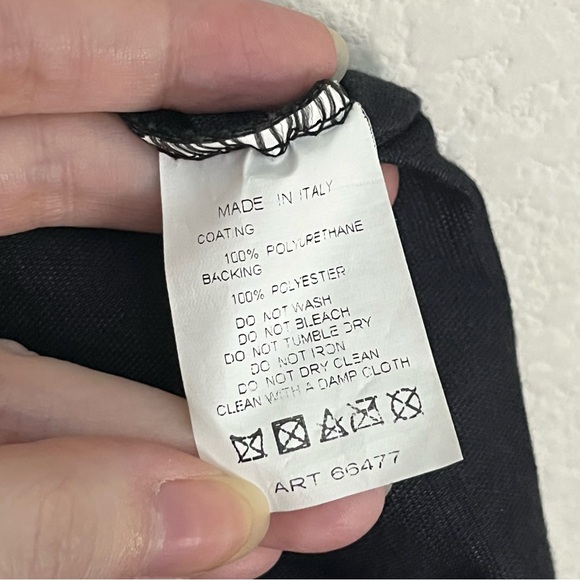 MADE IN ITALY
COATING
100% POLYURETHANE
BACKING
100% POLYESTER
DO NOT WASH
DO NOT BLEACH
DO NOT TUMBLE DRY
DO NOT IRON
DO NOT DRY CLEAN
CLEAN WITH A DAMP CLOTH
ART 66477